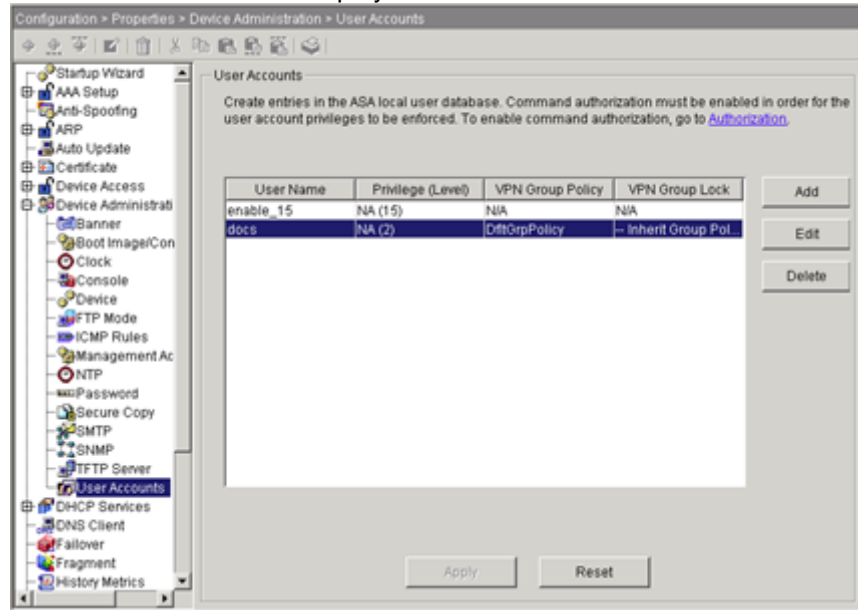 Configuration > Properties > Device Administration > User Accounts
Startup Wizard
AAA Setup
Anti-Spoofing
ARP
Auto Update
Certificate
Device Access
Device Administrati
Banner
Boot Image/Con
Clock
Console
Device
FTP Mode
ICMP Rules
Management Ac
NTP
Password
Secure Copy
SMTP
SNMP
TFTP Server
User Accounts
DHCP Services
DNS Client
Failover
Fragment
History Metrics
User Accounts
Create entries in the ASA local user database. Command authorization must be enabled in order for the
user account privileges to be enforced. To enable command authorization, go to Authorization.
User Name Privilege (Level) VPN Group Policy VPN Group Lock
enable_15 NA (15) N/A N/A
docs NA (2) DfltGrpPolicy -- Inherit Group Pol...
Add
Edit
Delete
Apply Reset